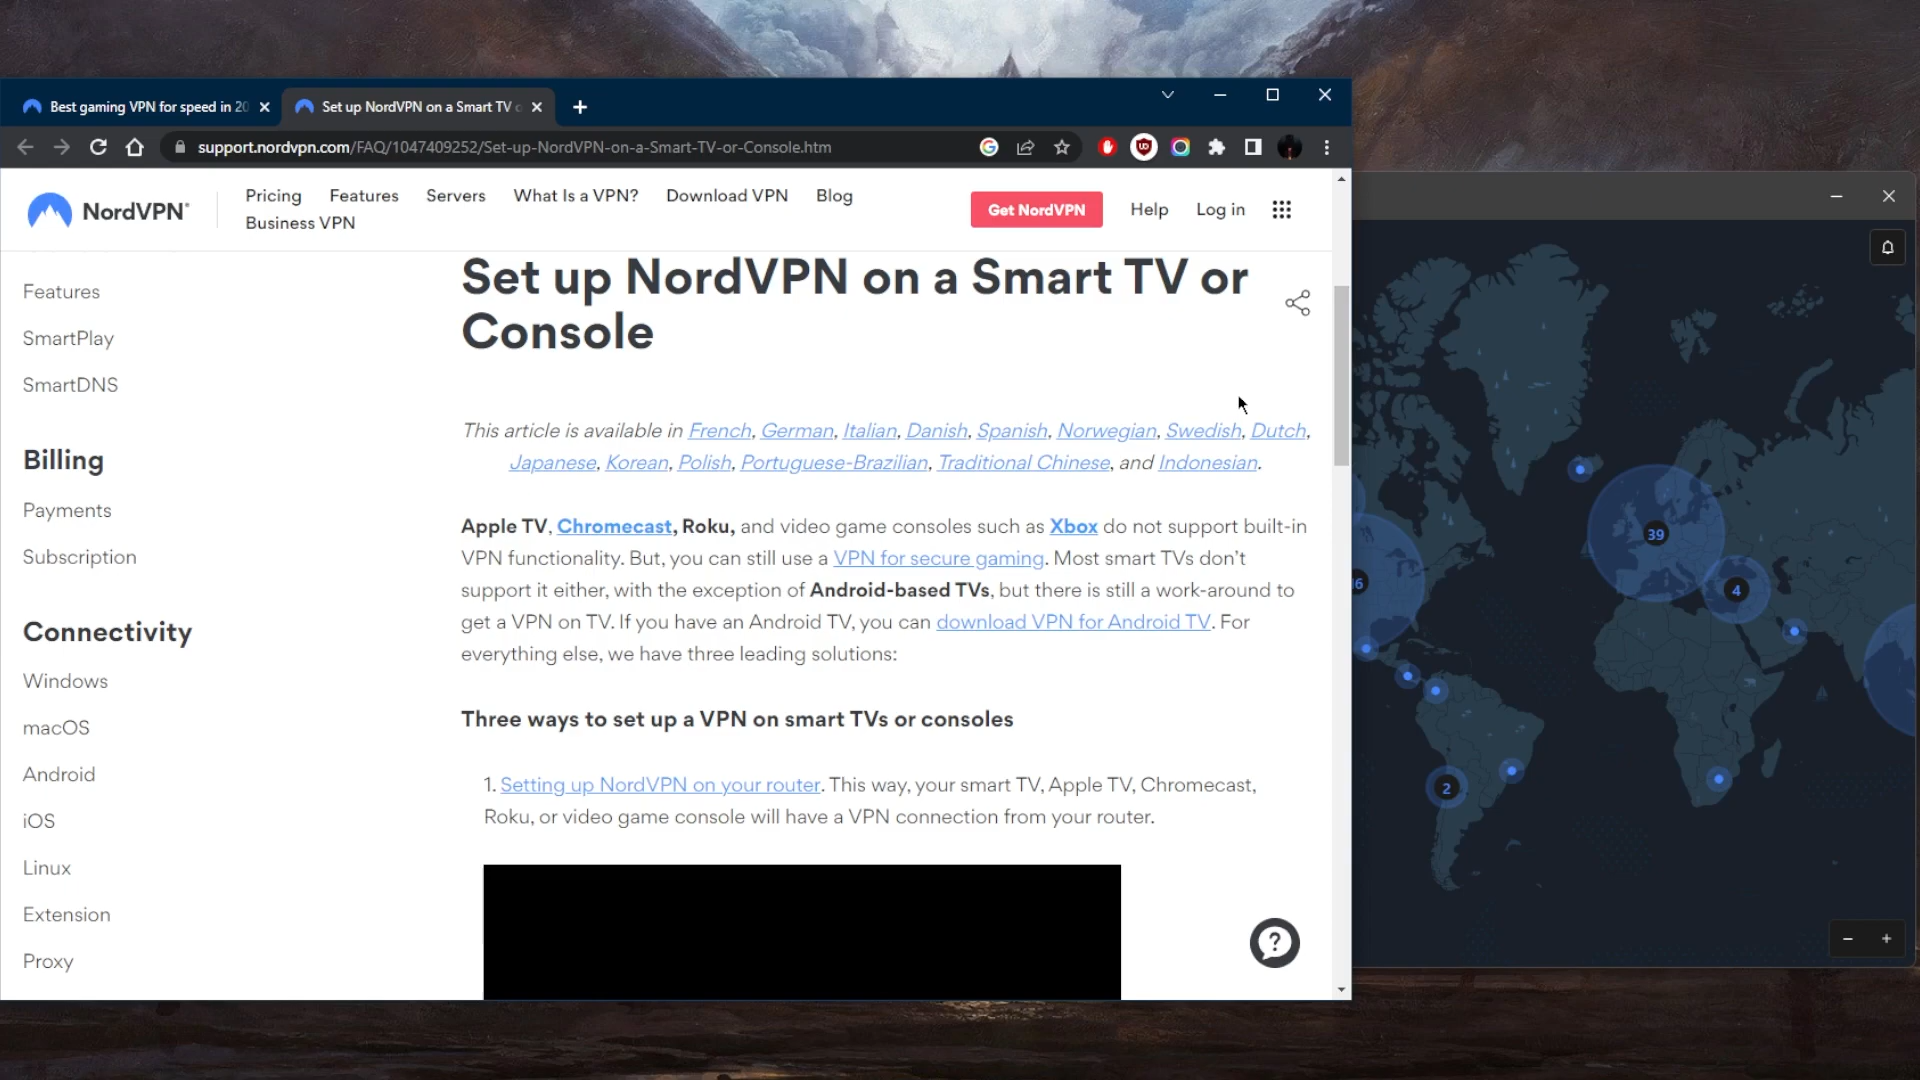 Best gaming VPN for speed in 20
Set up NordVPN on a Smart TV o
support.nordvpn.com/FAQ/1047409252/Set-up-NordVPN-on-a-Smart-TV-or-Console.htm
NordVPN®
Pricing Features Servers What Is a VPN? Download VPN Blog
Business VPN
Get NordVPN
Help
Log in
Features
SmartPlay
SmartDNS
Billing
Payments
Subscription
Connectivity
Windows
macOS
Android
iOS
Linux
Extension
Proxy
Set up NordVPN on a Smart TV or
Console
This article is available in French, German, Italian, Danish, Spanish, Norwegian, Swedish, Dutch,
Japanese, Korean, Polish, Portuguese-Brazilian, Traditional Chinese, and Indonesian.
Apple TV, Chromecast, Roku, and video game consoles such as Xbox do not support built-in
VPN functionality. But, you can still use a VPN for secure gaming. Most smart TVs don't
support it either, with the exception of Android-based TVs, but there is still a work-around to
get a VPN on TV. If you have an Android TV, you can download VPN for Android TV. For
everything else, we have three leading solutions:
Three ways to set up a VPN on smart TVs or consoles
1. Setting up NordVPN on your router. This way, your smart TV, Apple TV, Chromecast,
Roku, or video game console will have a VPN connection from your router.
?
39
4
6
2